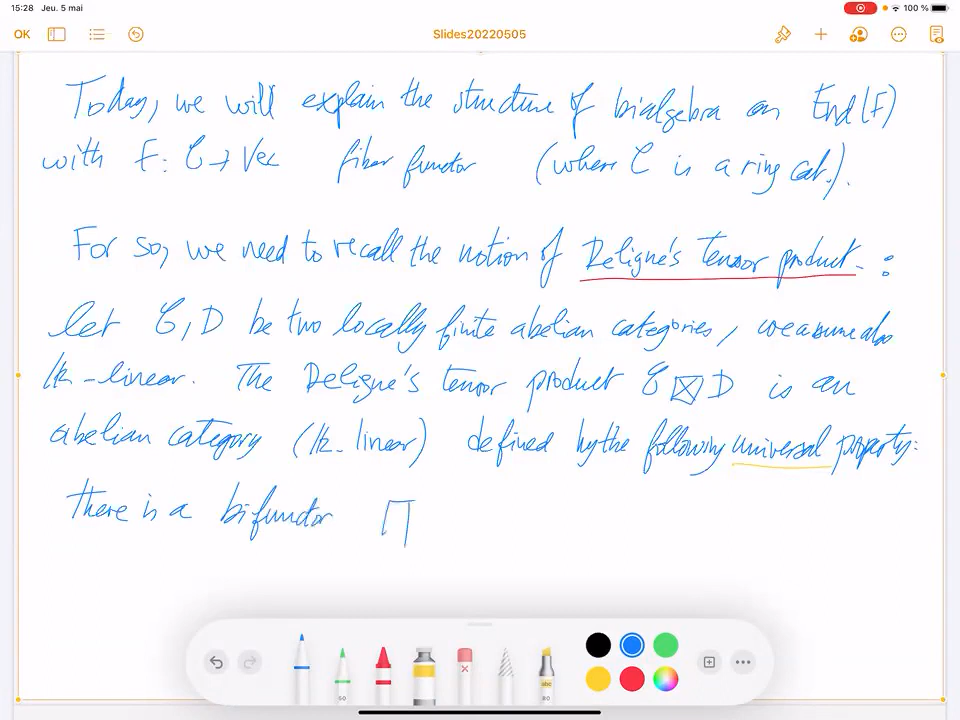 15:28 Jeu. 5 mai
100 %
OK
Slides20220505
Today, we will explain the structure of bialgebra on End(F)
with F: C → Vec fiber functor (where C is a ring cat.).
For so, we need to recall the notion of Deligne's tensor product :
let C, D be two locally finite abelian categories, we assume also
k-linear. The Deligne's tensor product C ⊠ D is an
abelian category (k-linear) defined by the following universal property:
there is a bifunctor
50
80